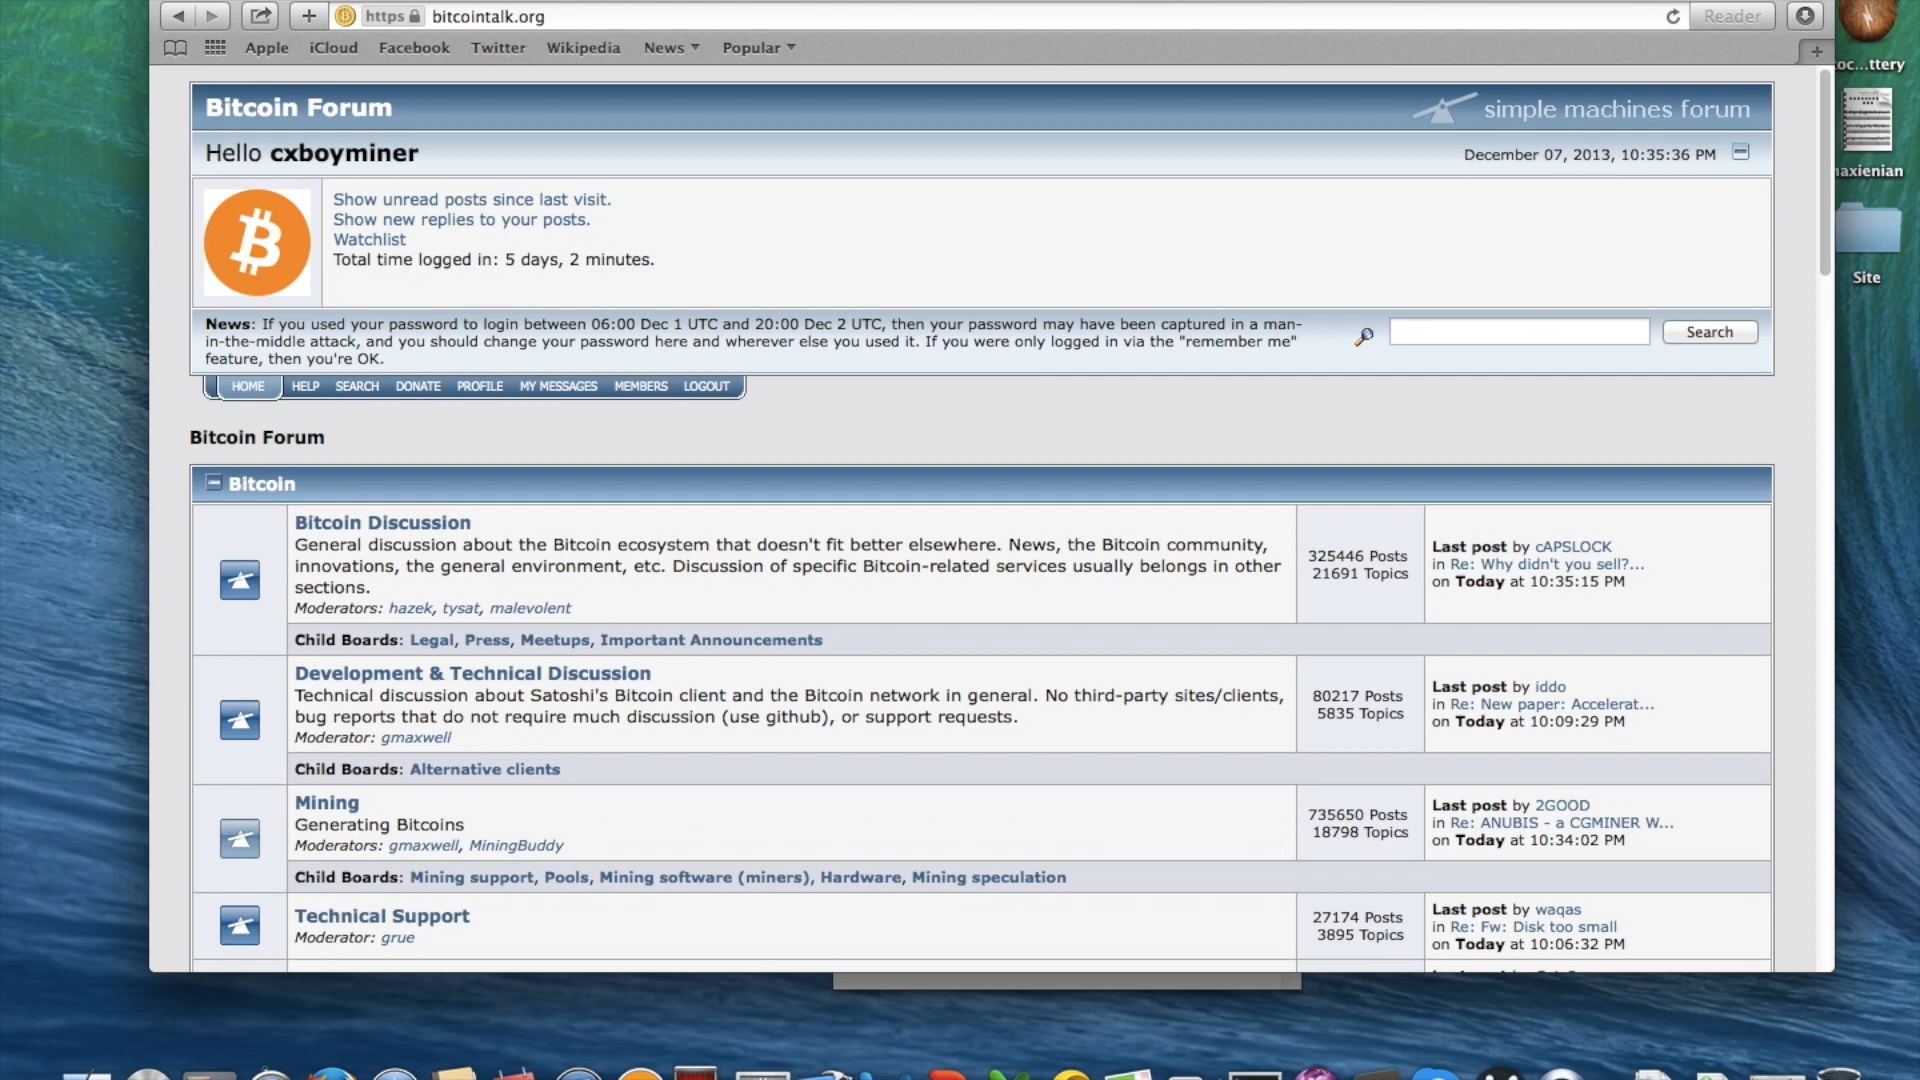 https bitcointalk.org Reader
Apple iCloud Facebook Twitter Wikipedia News Popular
oc...ttery
Bitcoin Forum simple machines forum
Hello cxboyminer December 07, 2013, 10:35:36 PM
naxienian
Show unread posts since last visit.
Show new replies to your posts.
Watchlist
Total time logged in: 5 days, 2 minutes.
Site
News: If you used your password to login between 06:00 Dec 1 UTC and 20:00 Dec 2 UTC, then your password may have been captured in a man-
in-the-middle attack, and you should change your password here and wherever else you used it. If you were only logged in via the "remember me"
feature, then you're OK.
Search
HOME HELP SEARCH DONATE PROFILE MY MESSAGES MEMBERS LOGOUT
Bitcoin Forum
Bitcoin
Bitcoin Discussion
General discussion about the Bitcoin ecosystem that doesn't fit better elsewhere. News, the Bitcoin community,
innovations, the general environment, etc. Discussion of specific Bitcoin-related services usually belongs in other
sections.
Moderators: hazek, tysat, malevolent
325446 Posts
21691 Topics
Last post by cAPSLOCK
in Re: Why didn't you sell?...
on Today at 10:35:15 PM
Child Boards: Legal, Press, Meetups, Important Announcements
Development & Technical Discussion
Technical discussion about Satoshi's Bitcoin client and the Bitcoin network in general. No third-party sites/clients,
bug reports that do not require much discussion (use github), or support requests.
Moderator: gmaxwell
80217 Posts
5835 Topics
Last post by iddo
in Re: New paper: Accelerat...
on Today at 10:09:29 PM
Child Boards: Alternative clients
Mining
Generating Bitcoins
Moderators: gmaxwell, MiningBuddy
735650 Posts
18798 Topics
Last post by 2GOOD
in Re: ANUBIS - a CGMINER W...
on Today at 10:34:02 PM
Child Boards: Mining support, Pools, Mining software (miners), Hardware, Mining speculation
Technical Support
Moderator: grue
27174 Posts
3895 Topics
Last post by waqas
in Re: Fw: Disk too small
on Today at 10:06:32 PM